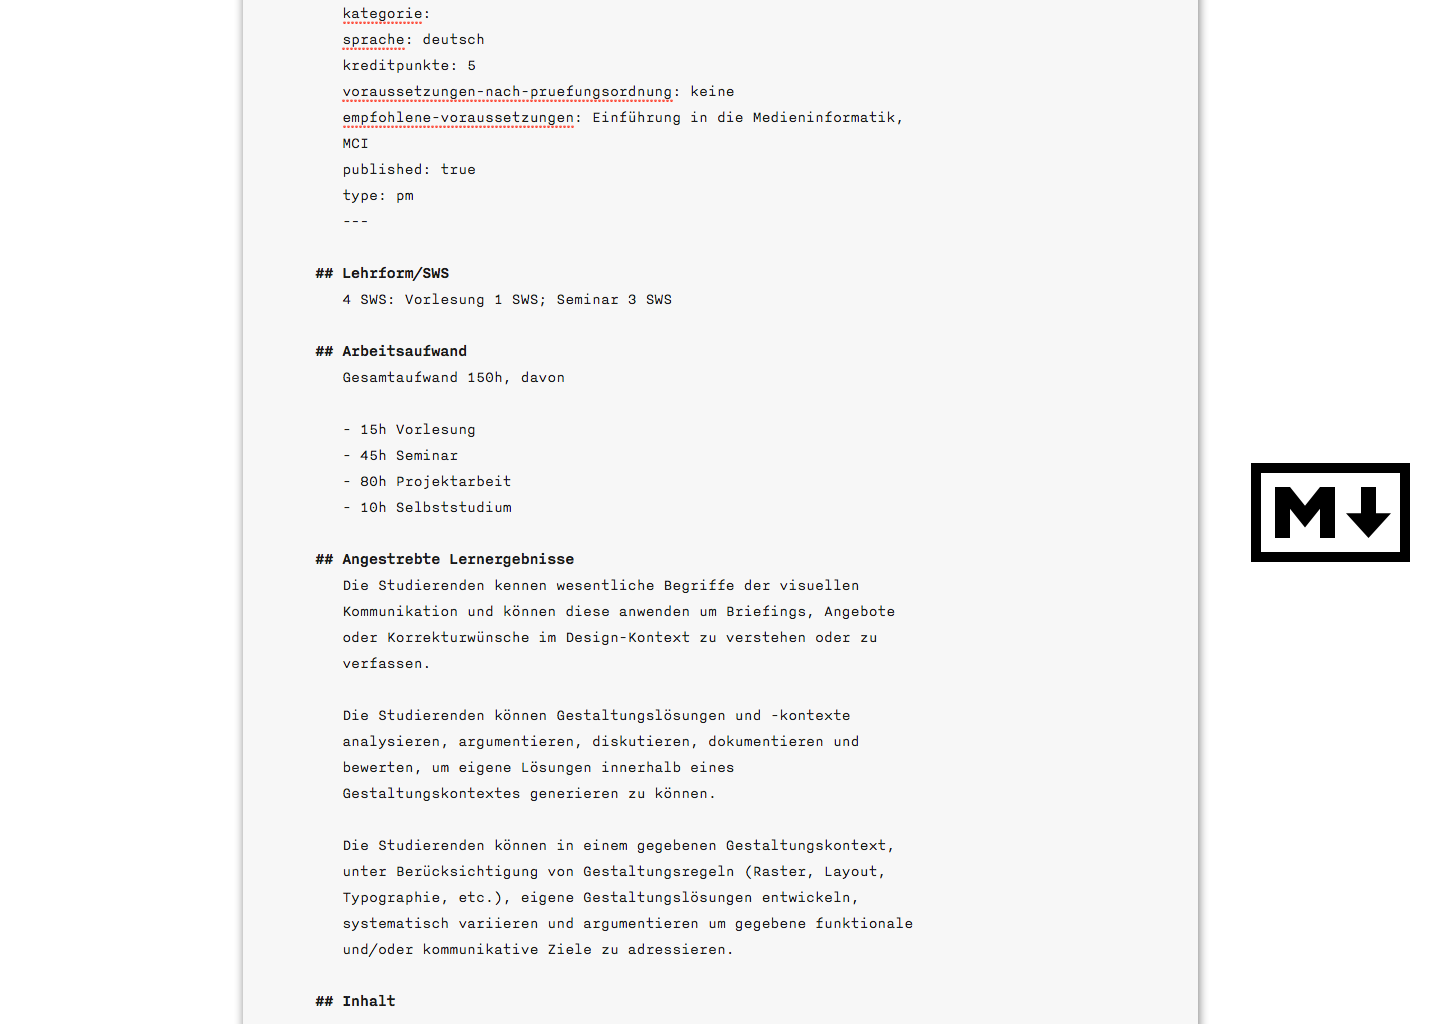 kategorie:
sprache: deutsch
kreditpunkte: 5
voraussetzungen-nach-pruefungsordnung: keine
empfohlene-voraussetzungen: Einführung in die Medieninformatik,
MCI
published: true
type: pm
---
## Lehrform/SWS
4 SWS: Vorlesung 1 SWS; Seminar 3 SWS
## Arbeitsaufwand
Gesamtaufwand 150h, davon
- 15h Vorlesung
- 45h Seminar
- 80h Projektarbeit
- 10h Selbststudium
## Angestrebte Lernergebnisse
Die Studierenden kennen wesentliche Begriffe der visuellen
Kommunikation und können diese anwenden um Briefings, Angebote
oder Korrekturwünsche im Design-Kontext zu verstehen oder zu
verfassen.
Die Studierenden können Gestaltungslösungen und -kontexte
analysieren, argumentieren, diskutieren, dokumentieren und
bewerten, um eigene Lösungen innerhalb eines
Gestaltungskontextes generieren zu können.
Die Studierenden können in einem gegebenen Gestaltungskontext,
unter Berücksichtigung von Gestaltungsregeln (Raster, Layout,
Typographie, etc.), eigene Gestaltungslösungen entwickeln,
systematisch variieren und argumentieren um gegebene funktionale
und/oder kommunikative Ziele zu adressieren.
## Inhalt
M↓